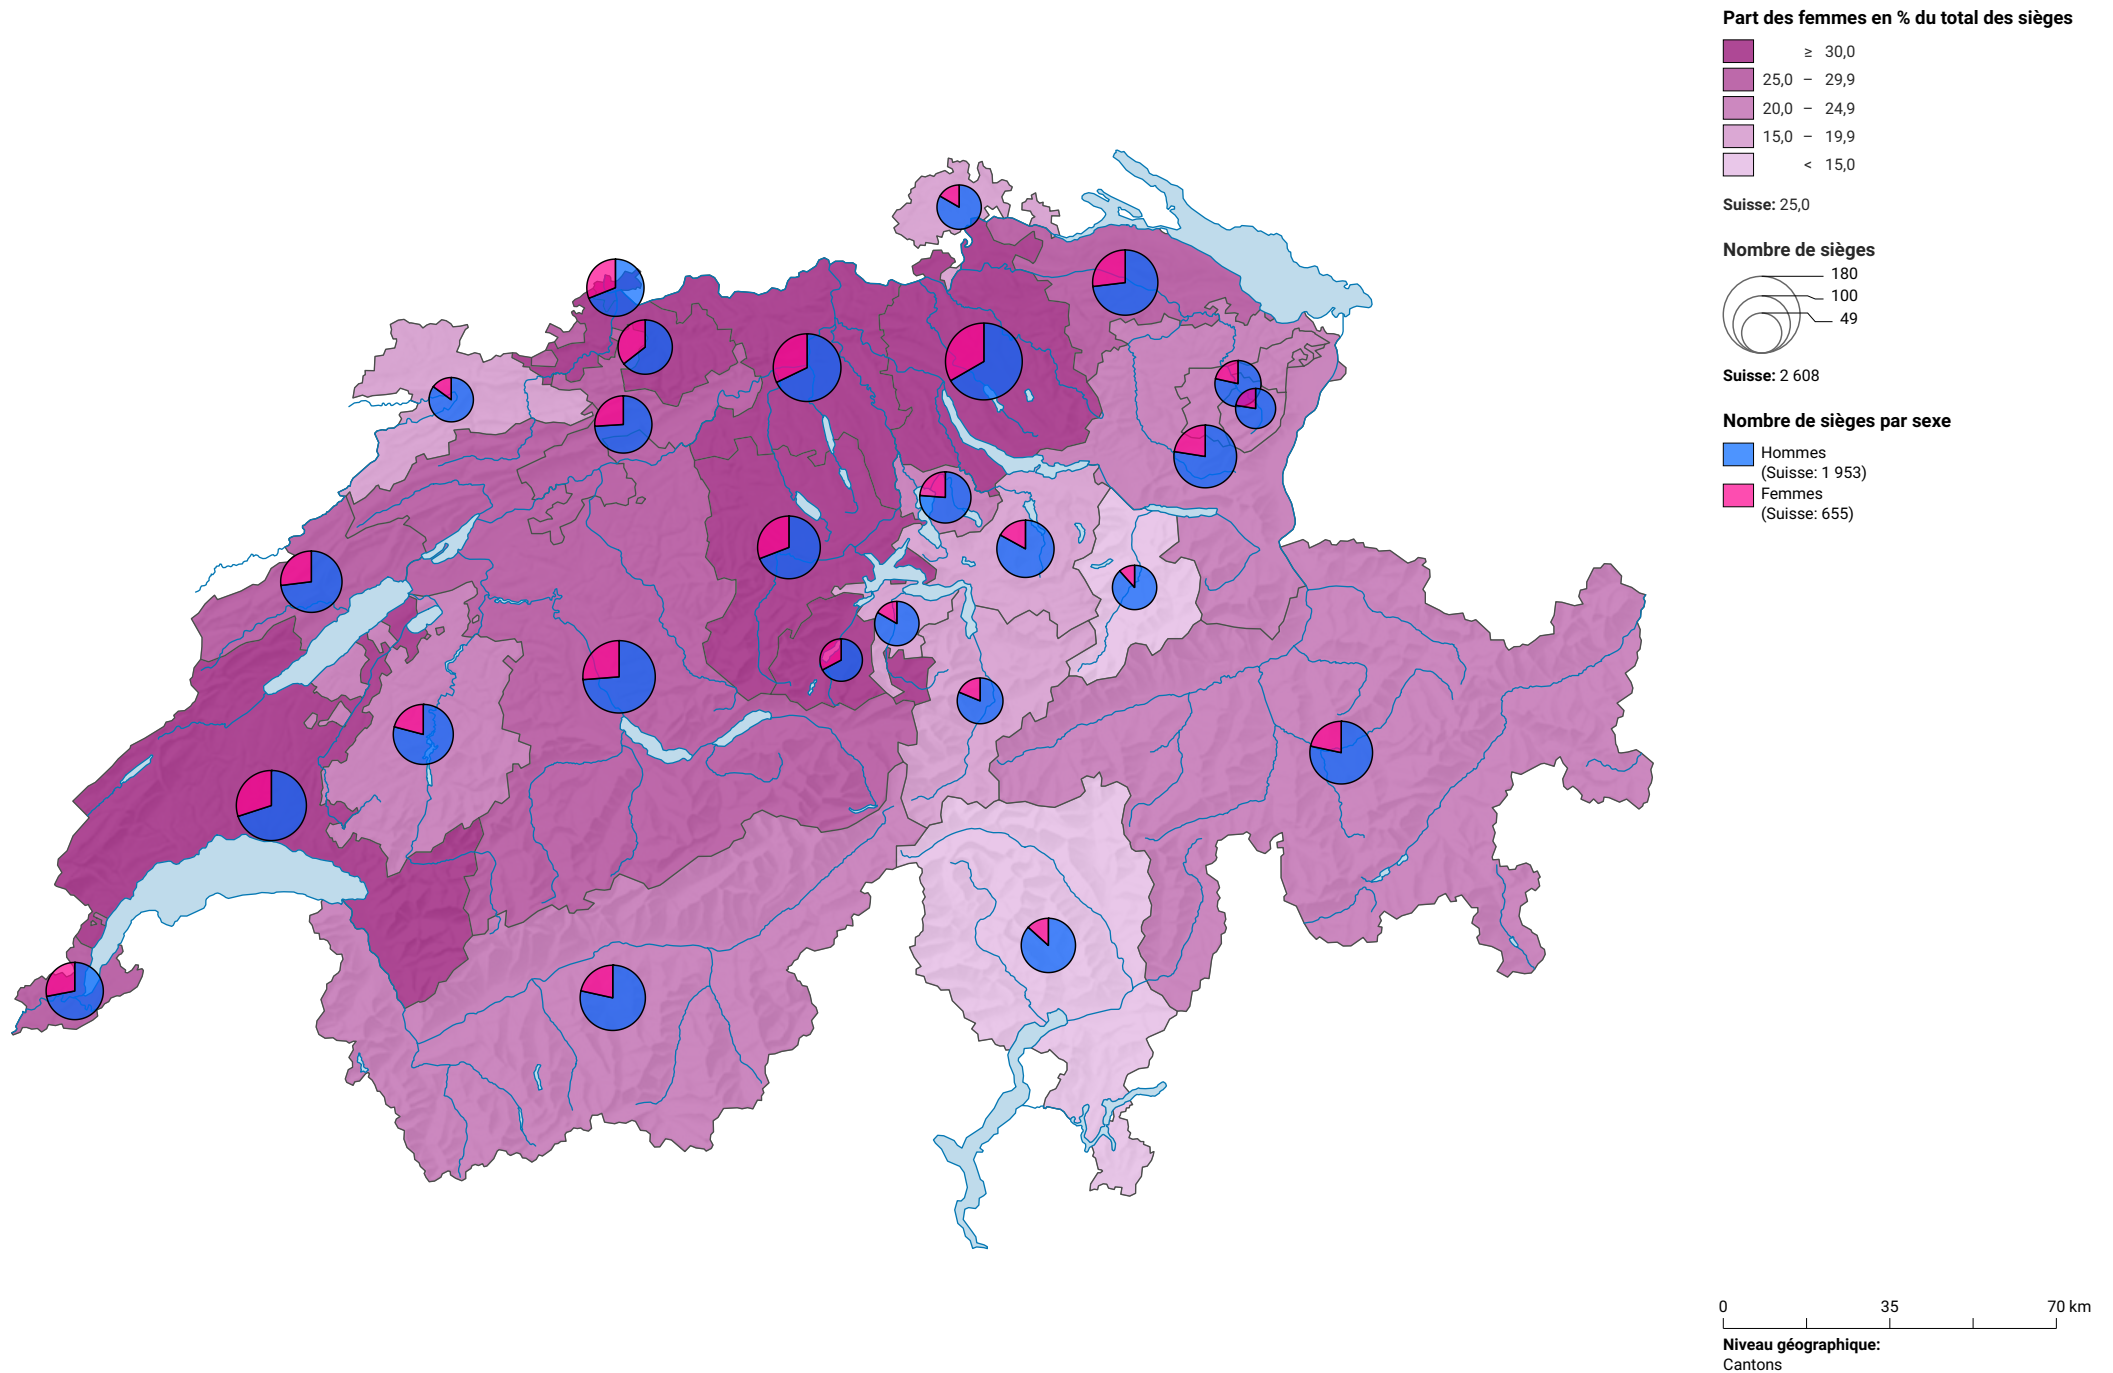 Part des femmes en % du total des sièges
≥ 30,0
25,0 – 29,9
20,0 – 24,9
15,0 – 19,9
< 15,0
Suisse: 25,0
Nombre de sièges
180
100
49
Suisse: 2 608
Nombre de sièges par sexe
Hommes
(Suisse: 1 953)
Femmes
(Suisse: 655)
0 35 70 km
Niveau géographique:
Cantons